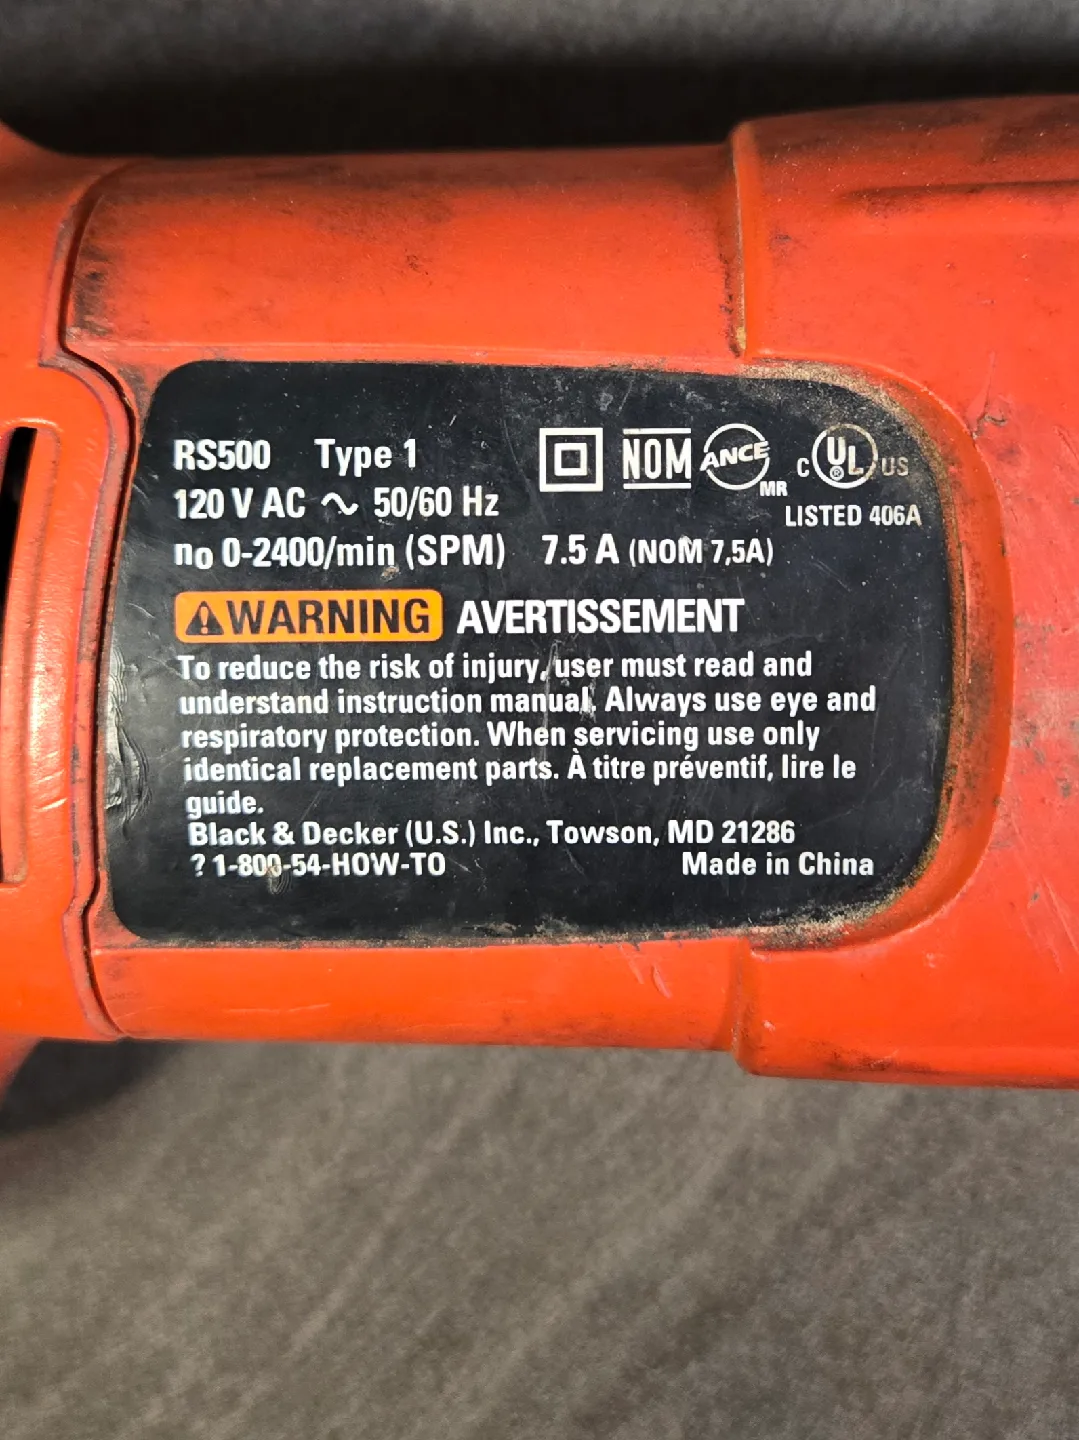 RS500 Type 1
120 V AC ~ 50/60 Hz
NOM ANCE MR C UL ® US
LISTED 406A
no 0-2400/min (SPM) 7.5 A (NOM 7,5A)
WARNING AVERTISSEMENT
To reduce the risk of injury, user must read and
understand instruction manual. Always use eye and
respiratory protection. When servicing use only
identical replacement parts. À titre préventif, lire le
guide.
Black & Decker (U.S.) Inc., Towson, MD 21286
? 1-800-54-HOW-TO Made in China